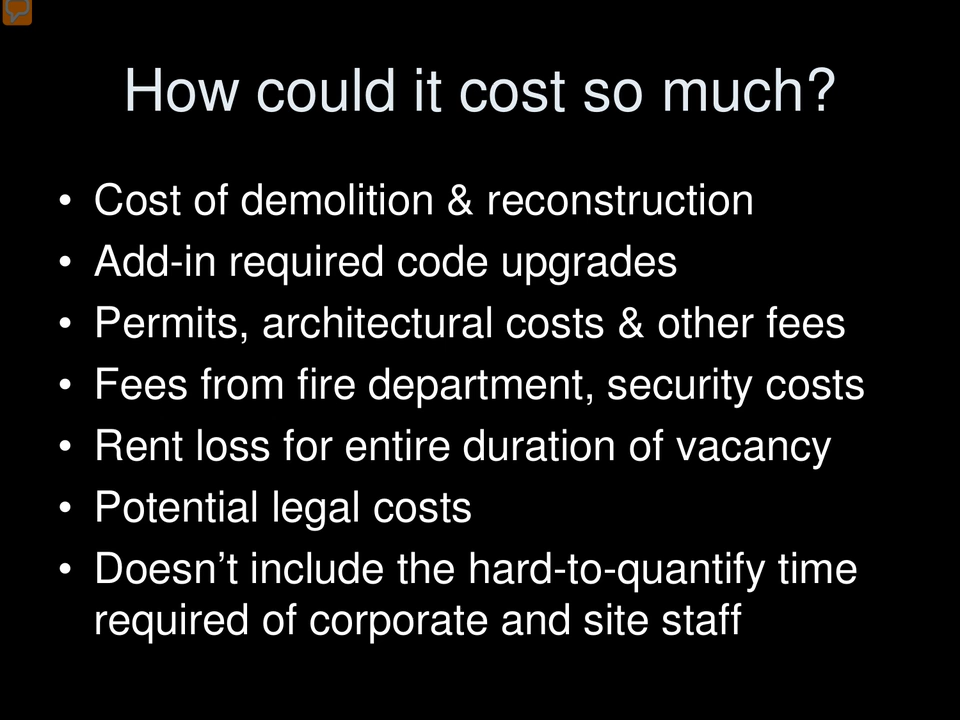 How could it cost so much?
• Cost of demolition & reconstruction
• Add-in required code upgrades
• Permits, architectural costs & other fees
• Fees from fire department, security costs
• Rent loss for entire duration of vacancy
• Potential legal costs
• Doesn’t include the hard-to-quantify time
required of corporate and site staff